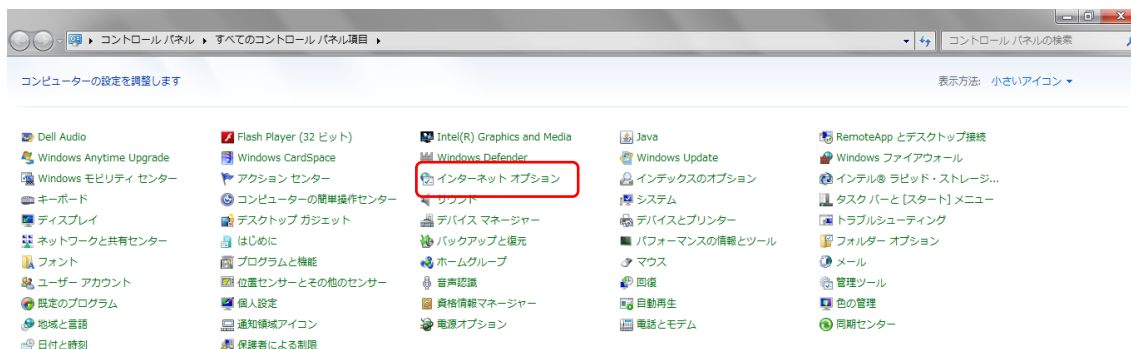 コントロール パネル ▸ すべてのコントロール パネル項目 ▸
コントロール パネルの検索
コンピューターの設定を調整します
表示方法: 小さいアイコン
Dell Audio
Flash Player (32 ビット)
Intel(R) Graphics and Media
Java
RemoteApp とデスクトップ接続
Windows Anytime Upgrade
Windows CardSpace
Windows Defender
Windows Update
Windows ファイアウォール
Windows モビリティ センター
アクション センター
インターネット オプション
インデックスのオプション
インテル® ラピッド・ストレージ...
キーボード
コンピューターの簡単操作センター
サウンド
システム
タスク バーと [スタート] メニュー
ディスプレイ
デスクトップ ガジェット
デバイス マネージャー
デバイスとプリンター
トラブルシューティング
ネットワークと共有センター
はじめに
バックアップと復元
パフォーマンスの情報とツール
フォルダー オプション
フォント
プログラムと機能
ホームグループ
マウス
メール
ユーザー アカウント
位置センサーとその他のセンサー
音声認識
回復
管理ツール
既定のプログラム
個人設定
資格情報マネージャー
自動再生
色の管理
地域と言語
通知領域アイコン
電源オプション
電話とモデム
同期センター
日付と時刻
保護者による制限